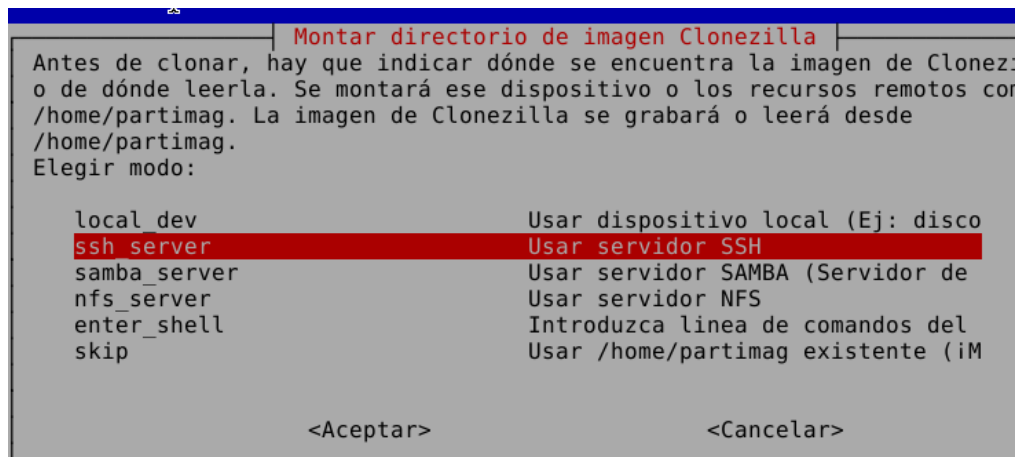 Montar directorio de imagen Clonezilla
Antes de clonar, hay que indicar dónde se encuentra la imagen de
o de dónde leerla. Se montará ese dispositivo o los recursos remotos
/home/partimag. La imagen de Clonezilla se grabará o leerá desde
/home/partimag.
Elegir modo:
local_dev Usar dispositivo local (Ej: disco
ssh_server Usar servidor SSH
samba_server Usar servidor SAMBA (Servidor de
nfs_server Usar servidor NFS
enter_shell Introduzca linea de comandos del
skip Usar /home/partimag existente (¡M
<Aceptar> <Cancelar>